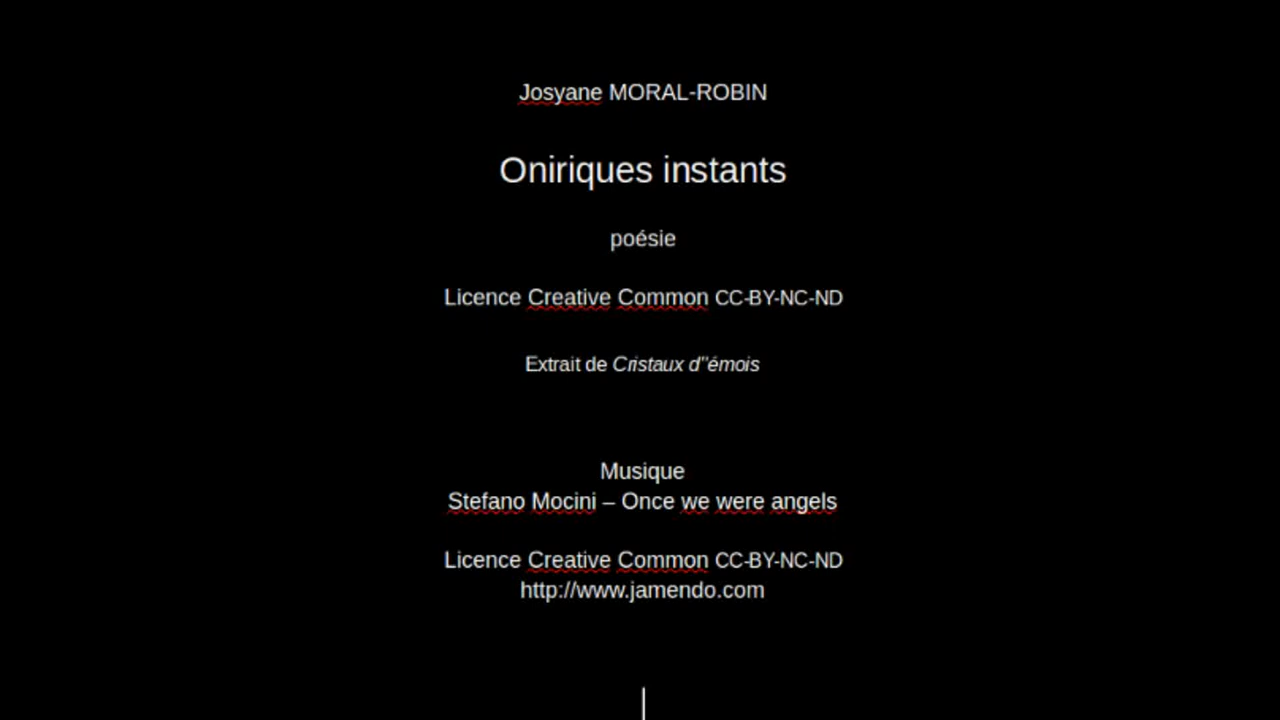 Josyane MORAL-ROBIN
Oniriques instants
poésie
Licence Creative Common CC-BY-NC-ND
Extrait de Cristaux d''émois
Musique
Stefano Mocini – Once we were angels
Licence Creative Common CC-BY-NC-ND
http://www.jamendo.com